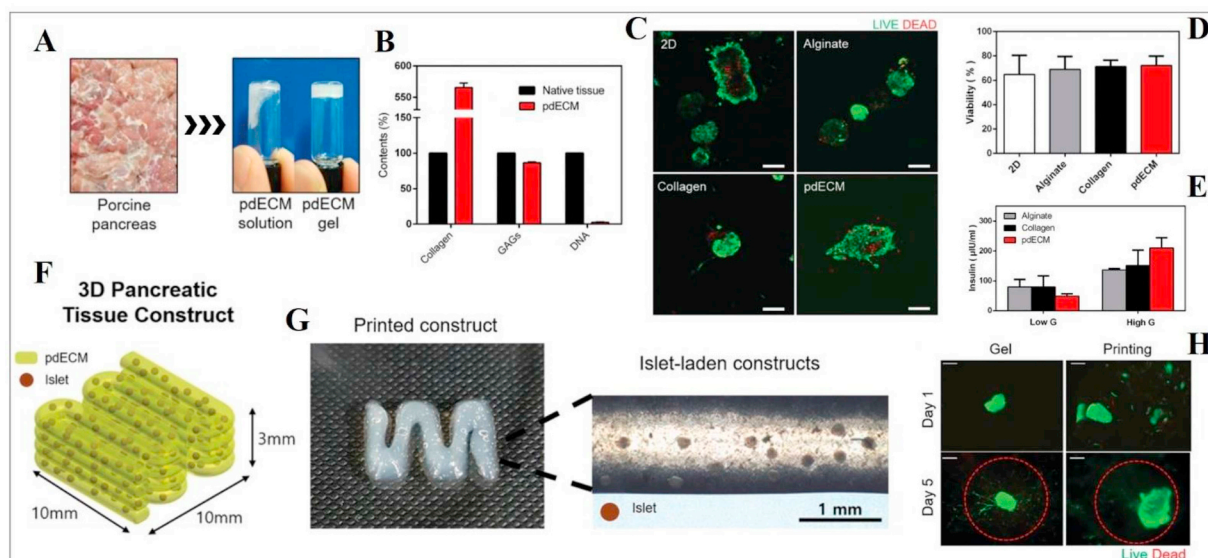 A
Porcine
pancreas
pdECM
solution
pdECM
gel
B
600
550
150
100
50
0
Contents (%)
Native tissue
pdECM
Collagen
GAGs
DNA
C
LIVE DEAD
2D
Alginate
Collagen
pdECM
D
100
80
60
40
20
0
Viability ( % )
2D
Alginate
Collagen
pdECM
E
300
200
100
0
Insulin ( µIU/ml )
Alginate
Collagen
pdECM
Low G
High G
F
3D Pancreatic
Tissue Construct
pdECM
Islet
3mm
10mm
10mm
G
Printed construct
Islet-laden constructs
Islet
1 mm
H
Gel
Printing
Day 1
Day 5
Live Dead